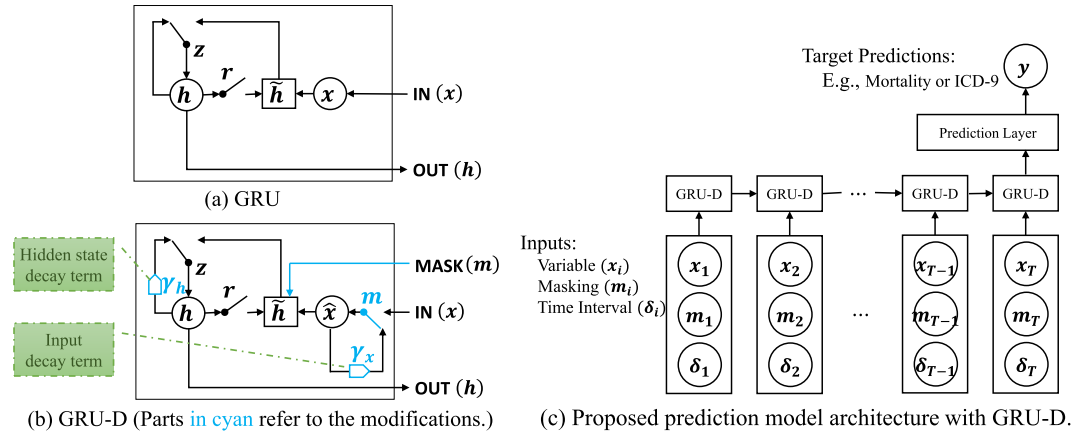 z
r
h
h̃
x
IN (x)
OUT (h)
(a) GRU
Hidden state
decay term
Input
decay term
z
γh
r
h
h̃
x̂
m
γx
MASK(m)
IN (x)
OUT (h)
(b) GRU-D (Parts in cyan refer to the modifications.)
Target Predictions:
E.g., Mortality or ICD-9
y
Prediction Layer
GRU-D GRU-D ... GRU-D GRU-D
Inputs:
Variable (xi)
Masking (mi)
Time Interval (δi)
x1 x2 xT−1 xT
m1 m2 ... mT−1 mT
δ1 δ2 δT−1 δT
(c) Proposed prediction model architecture with GRU-D.